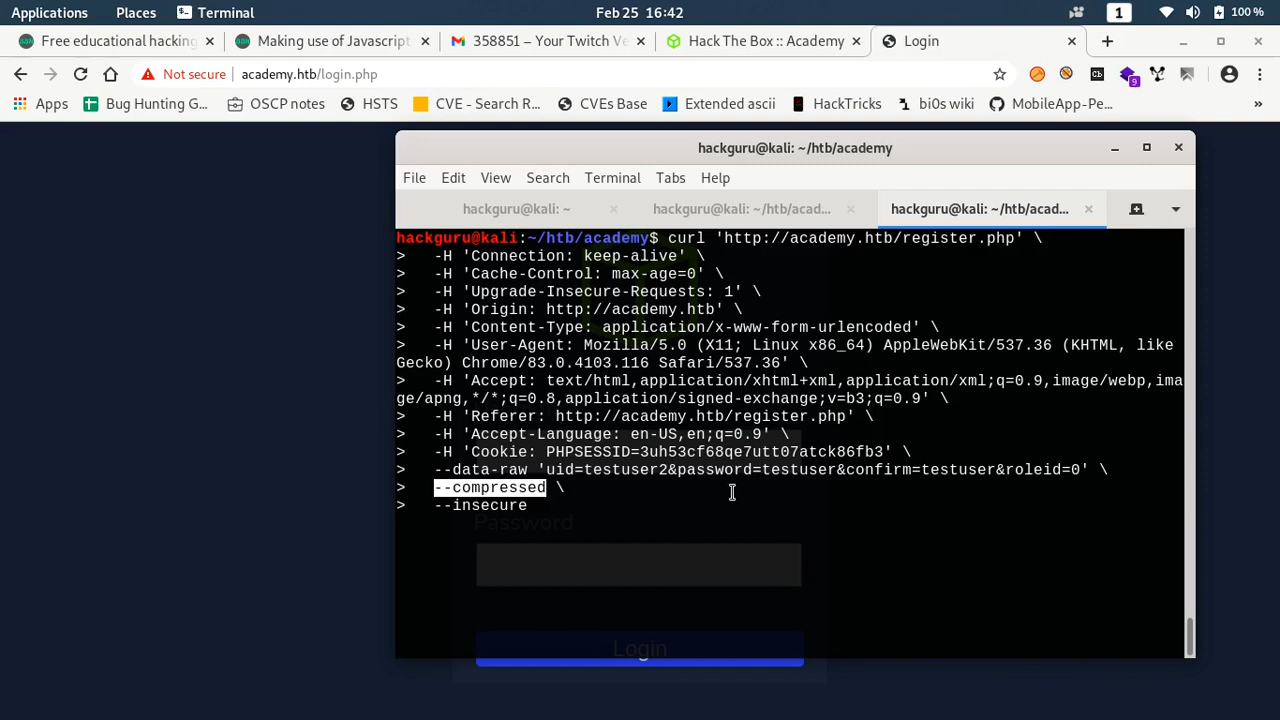 Applications Places Terminal Feb 25 16:42 1 100 %
Free educational hacking Making use of Javascript 358851 – Your Twitch Ve Hack The Box :: Academy Login
Not secure academy.htb/login.php
Apps Bug Hunting G... OSCP notes HSTS CVE - Search R... CVEs Base Extended ascii HackTricks bi0s wiki MobileApp-Pe... »
9
hackguru@kali: ~/htb/academy
File Edit View Search Terminal Tabs Help
hackguru@kali: ~ hackguru@kali: ~/htb/acad... hackguru@kali: ~/htb/acad...
hackguru@kali:~/htb/academy$ curl 'http://academy.htb/register.php' \
> -H 'Connection: keep-alive' \
> -H 'Cache-Control: max-age=0' \
> -H 'Upgrade-Insecure-Requests: 1' \
> -H 'Origin: http://academy.htb' \
> -H 'Content-Type: application/x-www-form-urlencoded' \
> -H 'User-Agent: Mozilla/5.0 (X11; Linux x86_64) AppleWebKit/537.36 (KHTML, like
Gecko) Chrome/83.0.4103.116 Safari/537.36' \
> -H 'Accept: text/html,application/xhtml+xml,application/xml;q=0.9,image/webp,ima
ge/apng,*/*;q=0.8,application/signed-exchange;v=b3;q=0.9' \
> -H 'Referer: http://academy.htb/register.php' \
> -H 'Accept-Language: en-US,en;q=0.9' \
> -H 'Cookie: PHPSESSID=3uh53cf68qe7utt07atck86fb3' \
> --data-raw 'uid=testuser2&password=testuser&confirm=testuser&roleid=0' \
> --compressed \
> --insecure
Password
Login